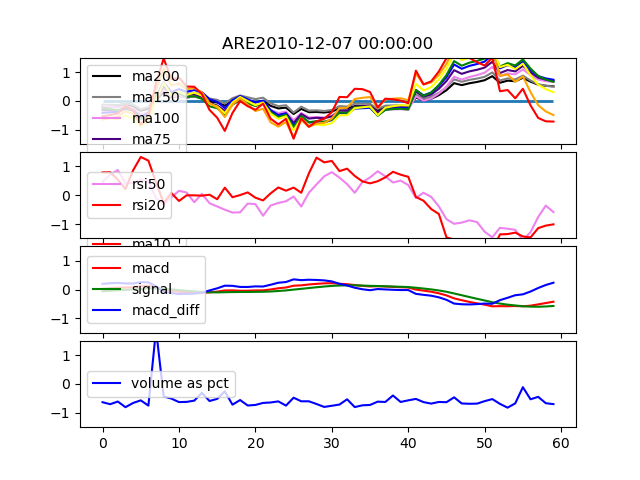 ARE2010-12-07 00:00:00
1
0
−1
ma200
ma150
ma100
ma75
1
0
−1
rsi50
rsi20
ma10
1
0
−1
macd
signal
macd_diff
1
0
−1
volume as pct
0 10 20 30 40 50 60